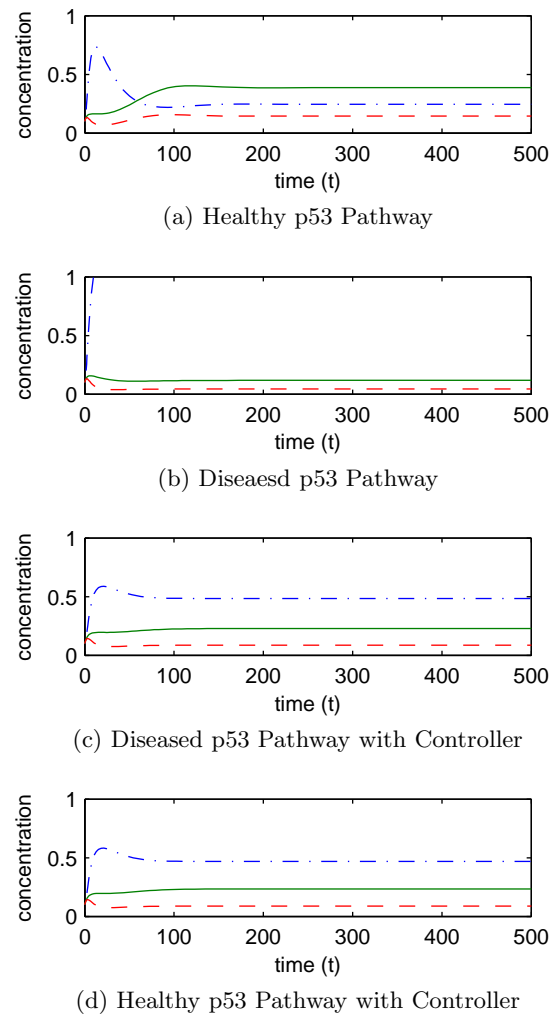 1
0.5
0
concentration
0 100 200 300 400 500
time (t)
(a) Healthy p53 Pathway
1
0.5
0
concentration
0 100 200 300 400 500
time (t)
(b) Diseaesd p53 Pathway
1
0.5
0
concentration
0 100 200 300 400 500
time (t)
(c) Diseased p53 Pathway with Controller
1
0.5
0
concentration
0 100 200 300 400 500
time (t)
(d) Healthy p53 Pathway with Controller